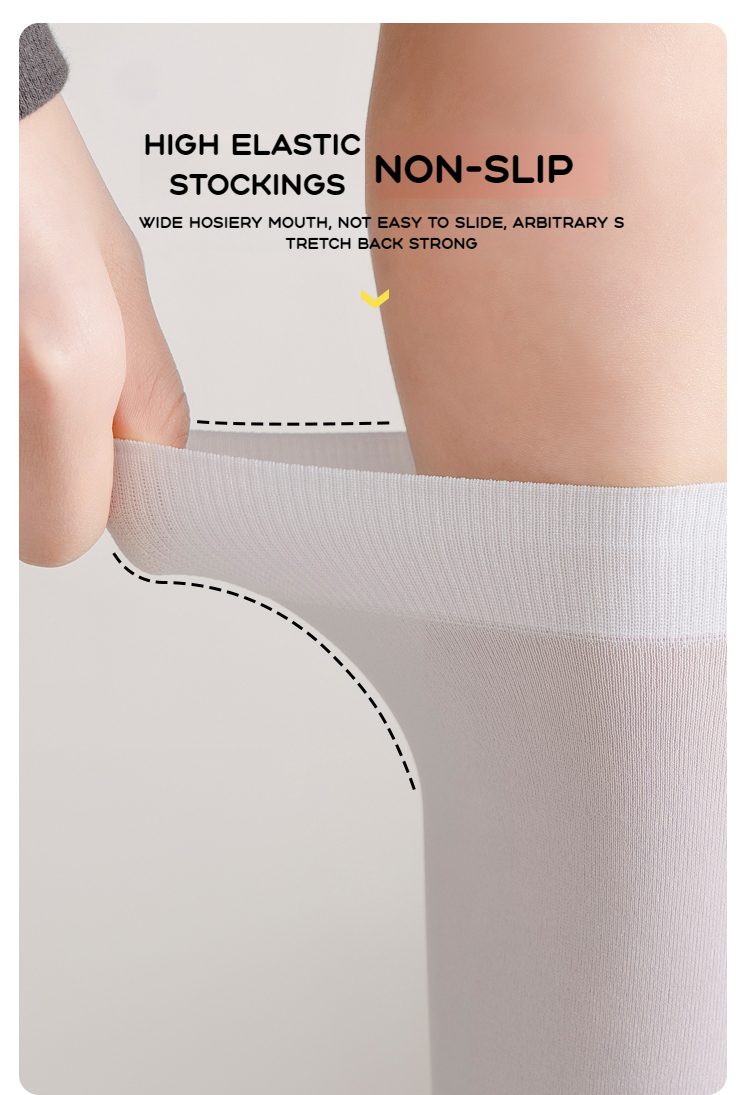 HIGH ELASTIC
STOCKINGS
NON-SLIP
WIDE HOSIERY MOUTH, NOT EASY TO SLIDE, ARBITRARY S
TRETCH BACK STRONG